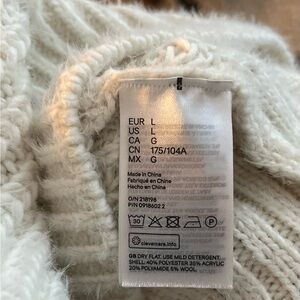 EUR L
US L
CA G
CN 175/104A
MX G
Made in China
Fabriqué en Chine
Hecho en China
O/N 218198
P/N 0918602 2
30
P
clevercare.info
GB DRY FLAT. USE MILD DETERGENT.
SHELL: 40% POLYESTER 35% ACRYLIC
20% POLYAMIDE 5% WOOL